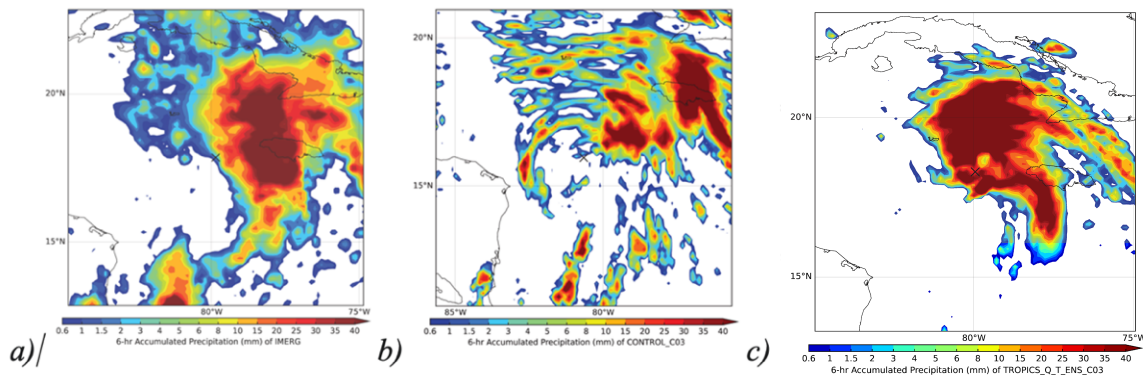 20°N
15°N
80°W
75°W
0.6 1 1.5 2 3 4 5 6 8 10 15 20 25 30 35 40
6-hr Accumulated Precipitation (mm) of IMERG
a)/
20°N
15°N
85°W
80°W
0.6 1 1.5 2 3 4 5 6 8 10 15 20 25 30 35 40
6-hr Accumulated Precipitation (mm) of CONTROL_C03
b)
20°N
15°N
80°W
75°W
0.6 1 1.5 2 3 4 5 6 8 10 15 20 25 30 35 40
6-hr Accumulated Precipitation (mm) of TROPICS_Q_T_ENS_C03
c)